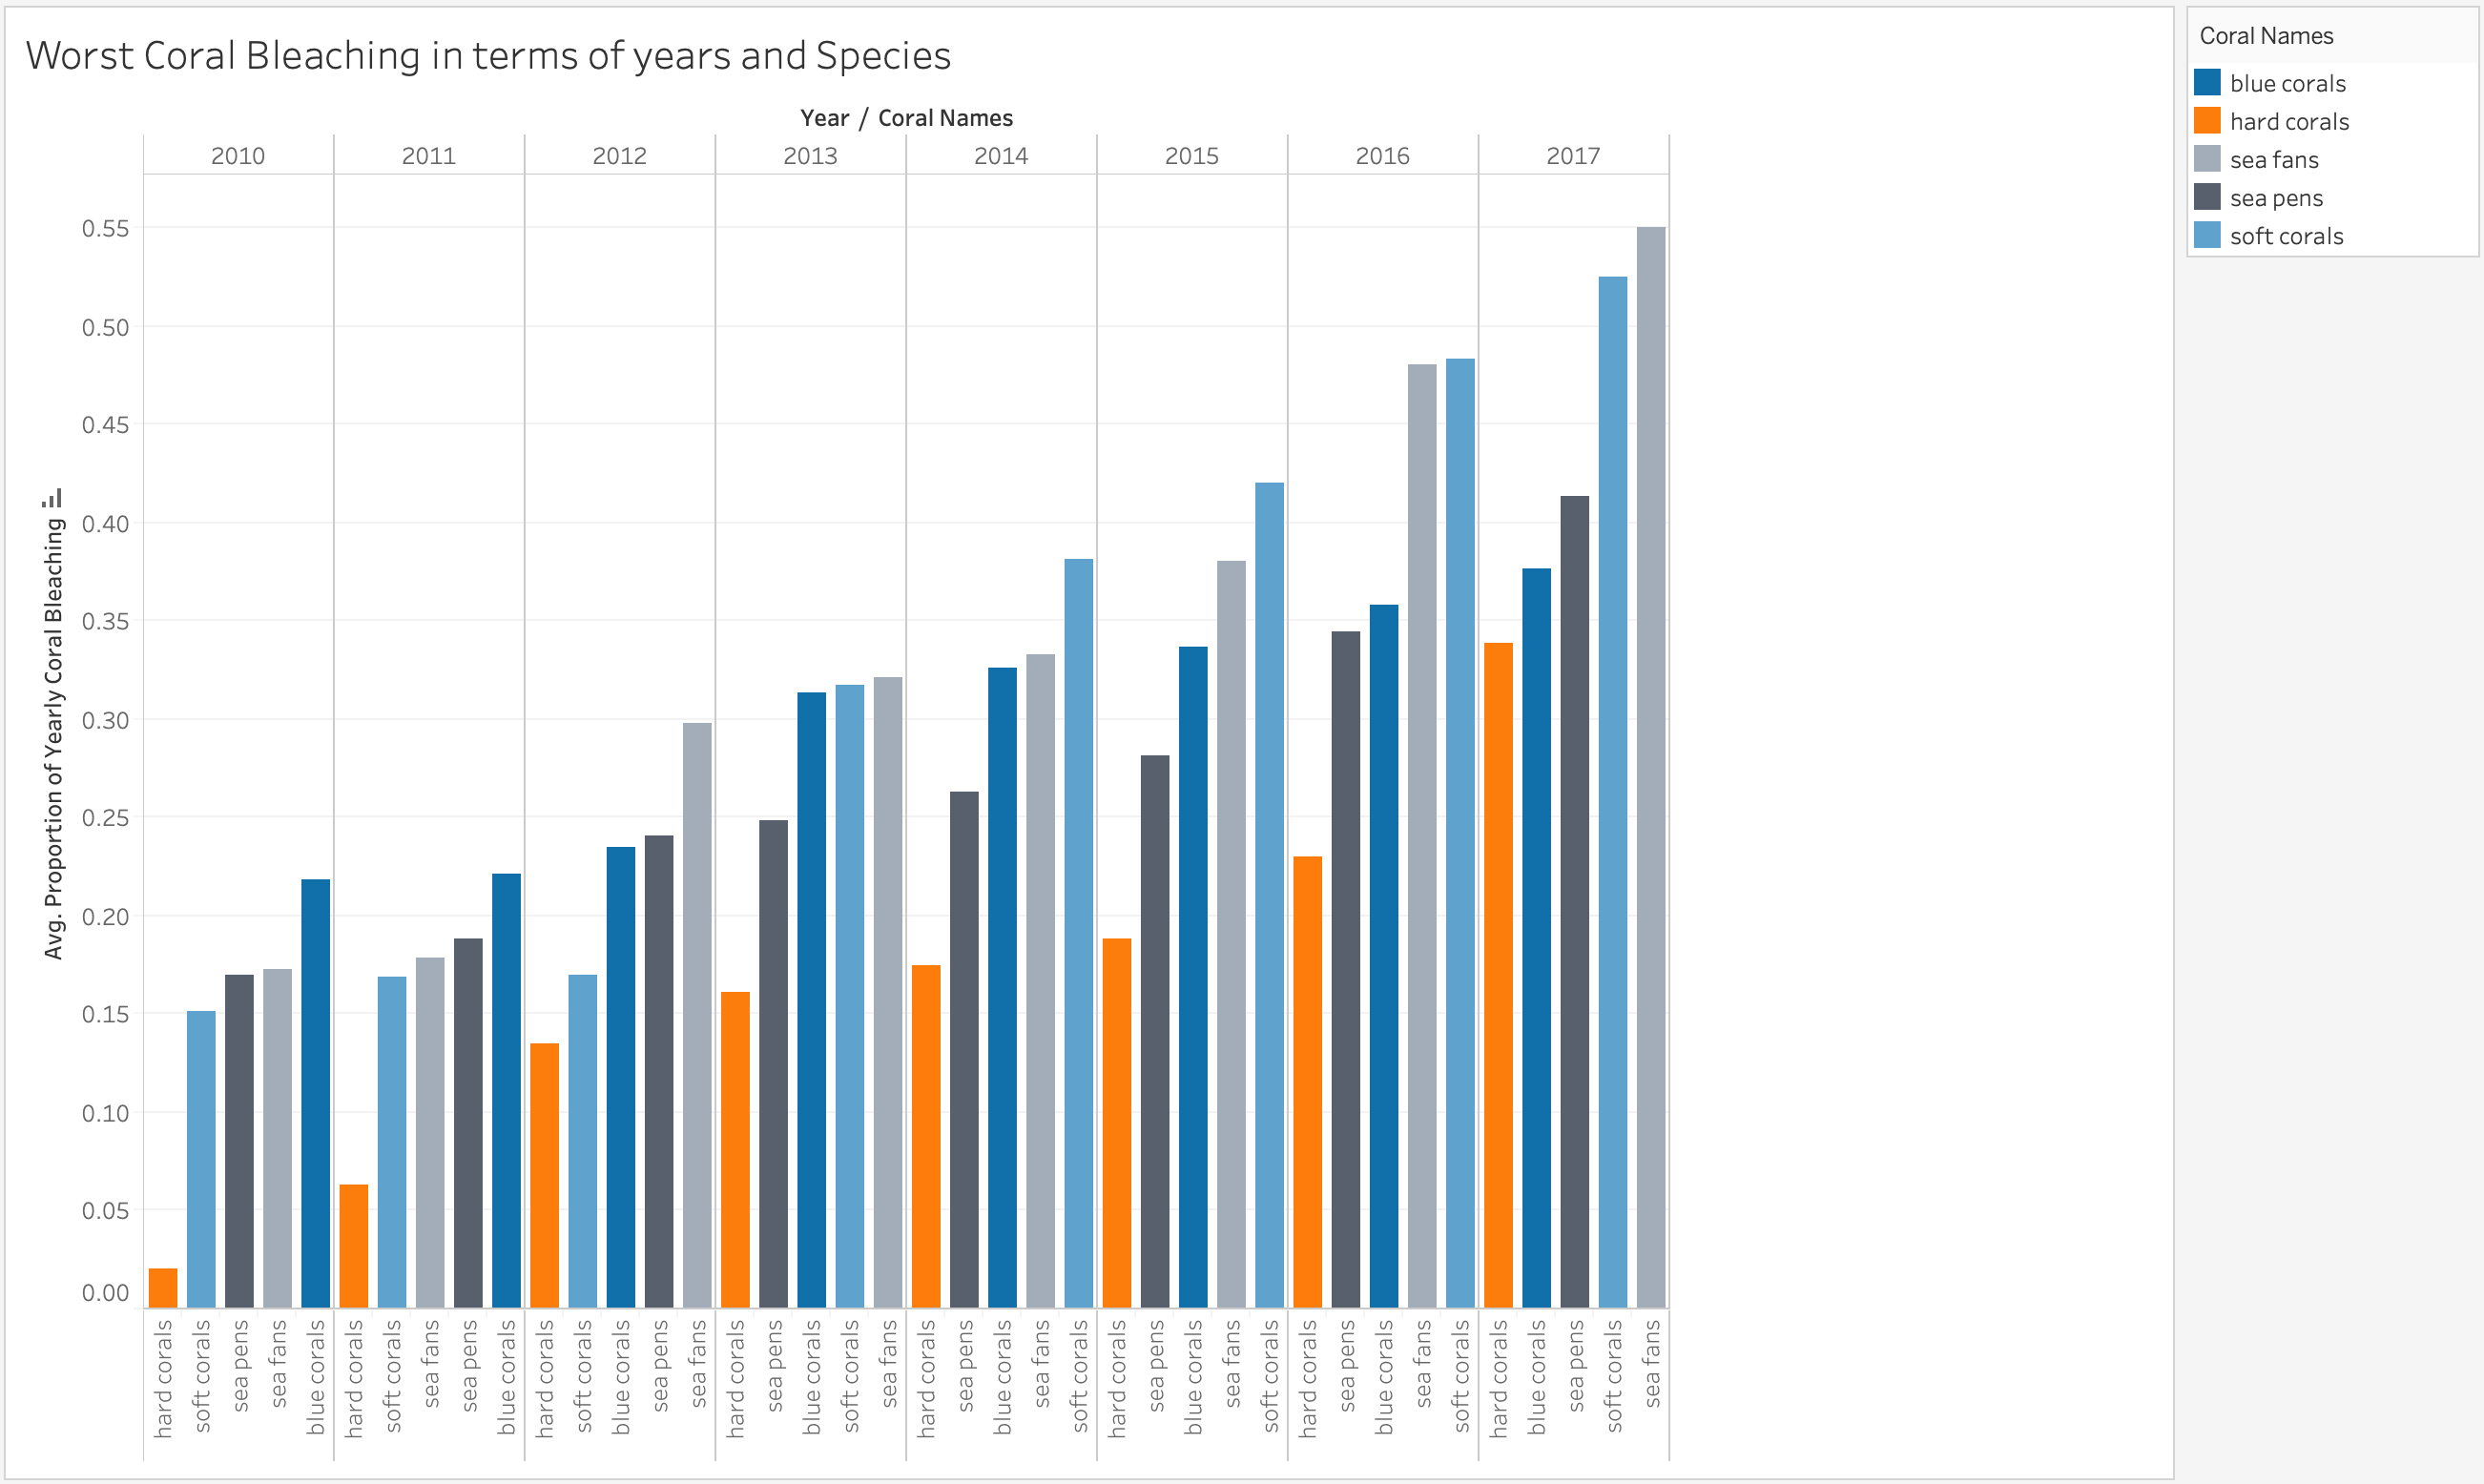 Worst Coral Bleaching in terms of years and Species
Year / Coral Names
2010 2011 2012 2013 2014 2015 2016 2017
Avg. Proportion of Yearly Coral Bleaching
0.55
0.50
0.45
0.40
0.35
0.30
0.25
0.20
0.15
0.10
0.05
0.00
hard corals
soft corals
sea pens
sea fans
blue corals
hard corals
soft corals
sea fans
sea pens
blue corals
hard corals
soft corals
blue corals
sea pens
sea fans
hard corals
sea pens
blue corals
soft corals
sea fans
hard corals
sea pens
blue corals
sea fans
soft corals
hard corals
sea pens
blue corals
sea fans
soft corals
hard corals
sea pens
blue corals
sea fans
soft corals
hard corals
blue corals
sea pens
soft corals
sea fans
Coral Names
blue corals
hard corals
sea fans
sea pens
soft corals